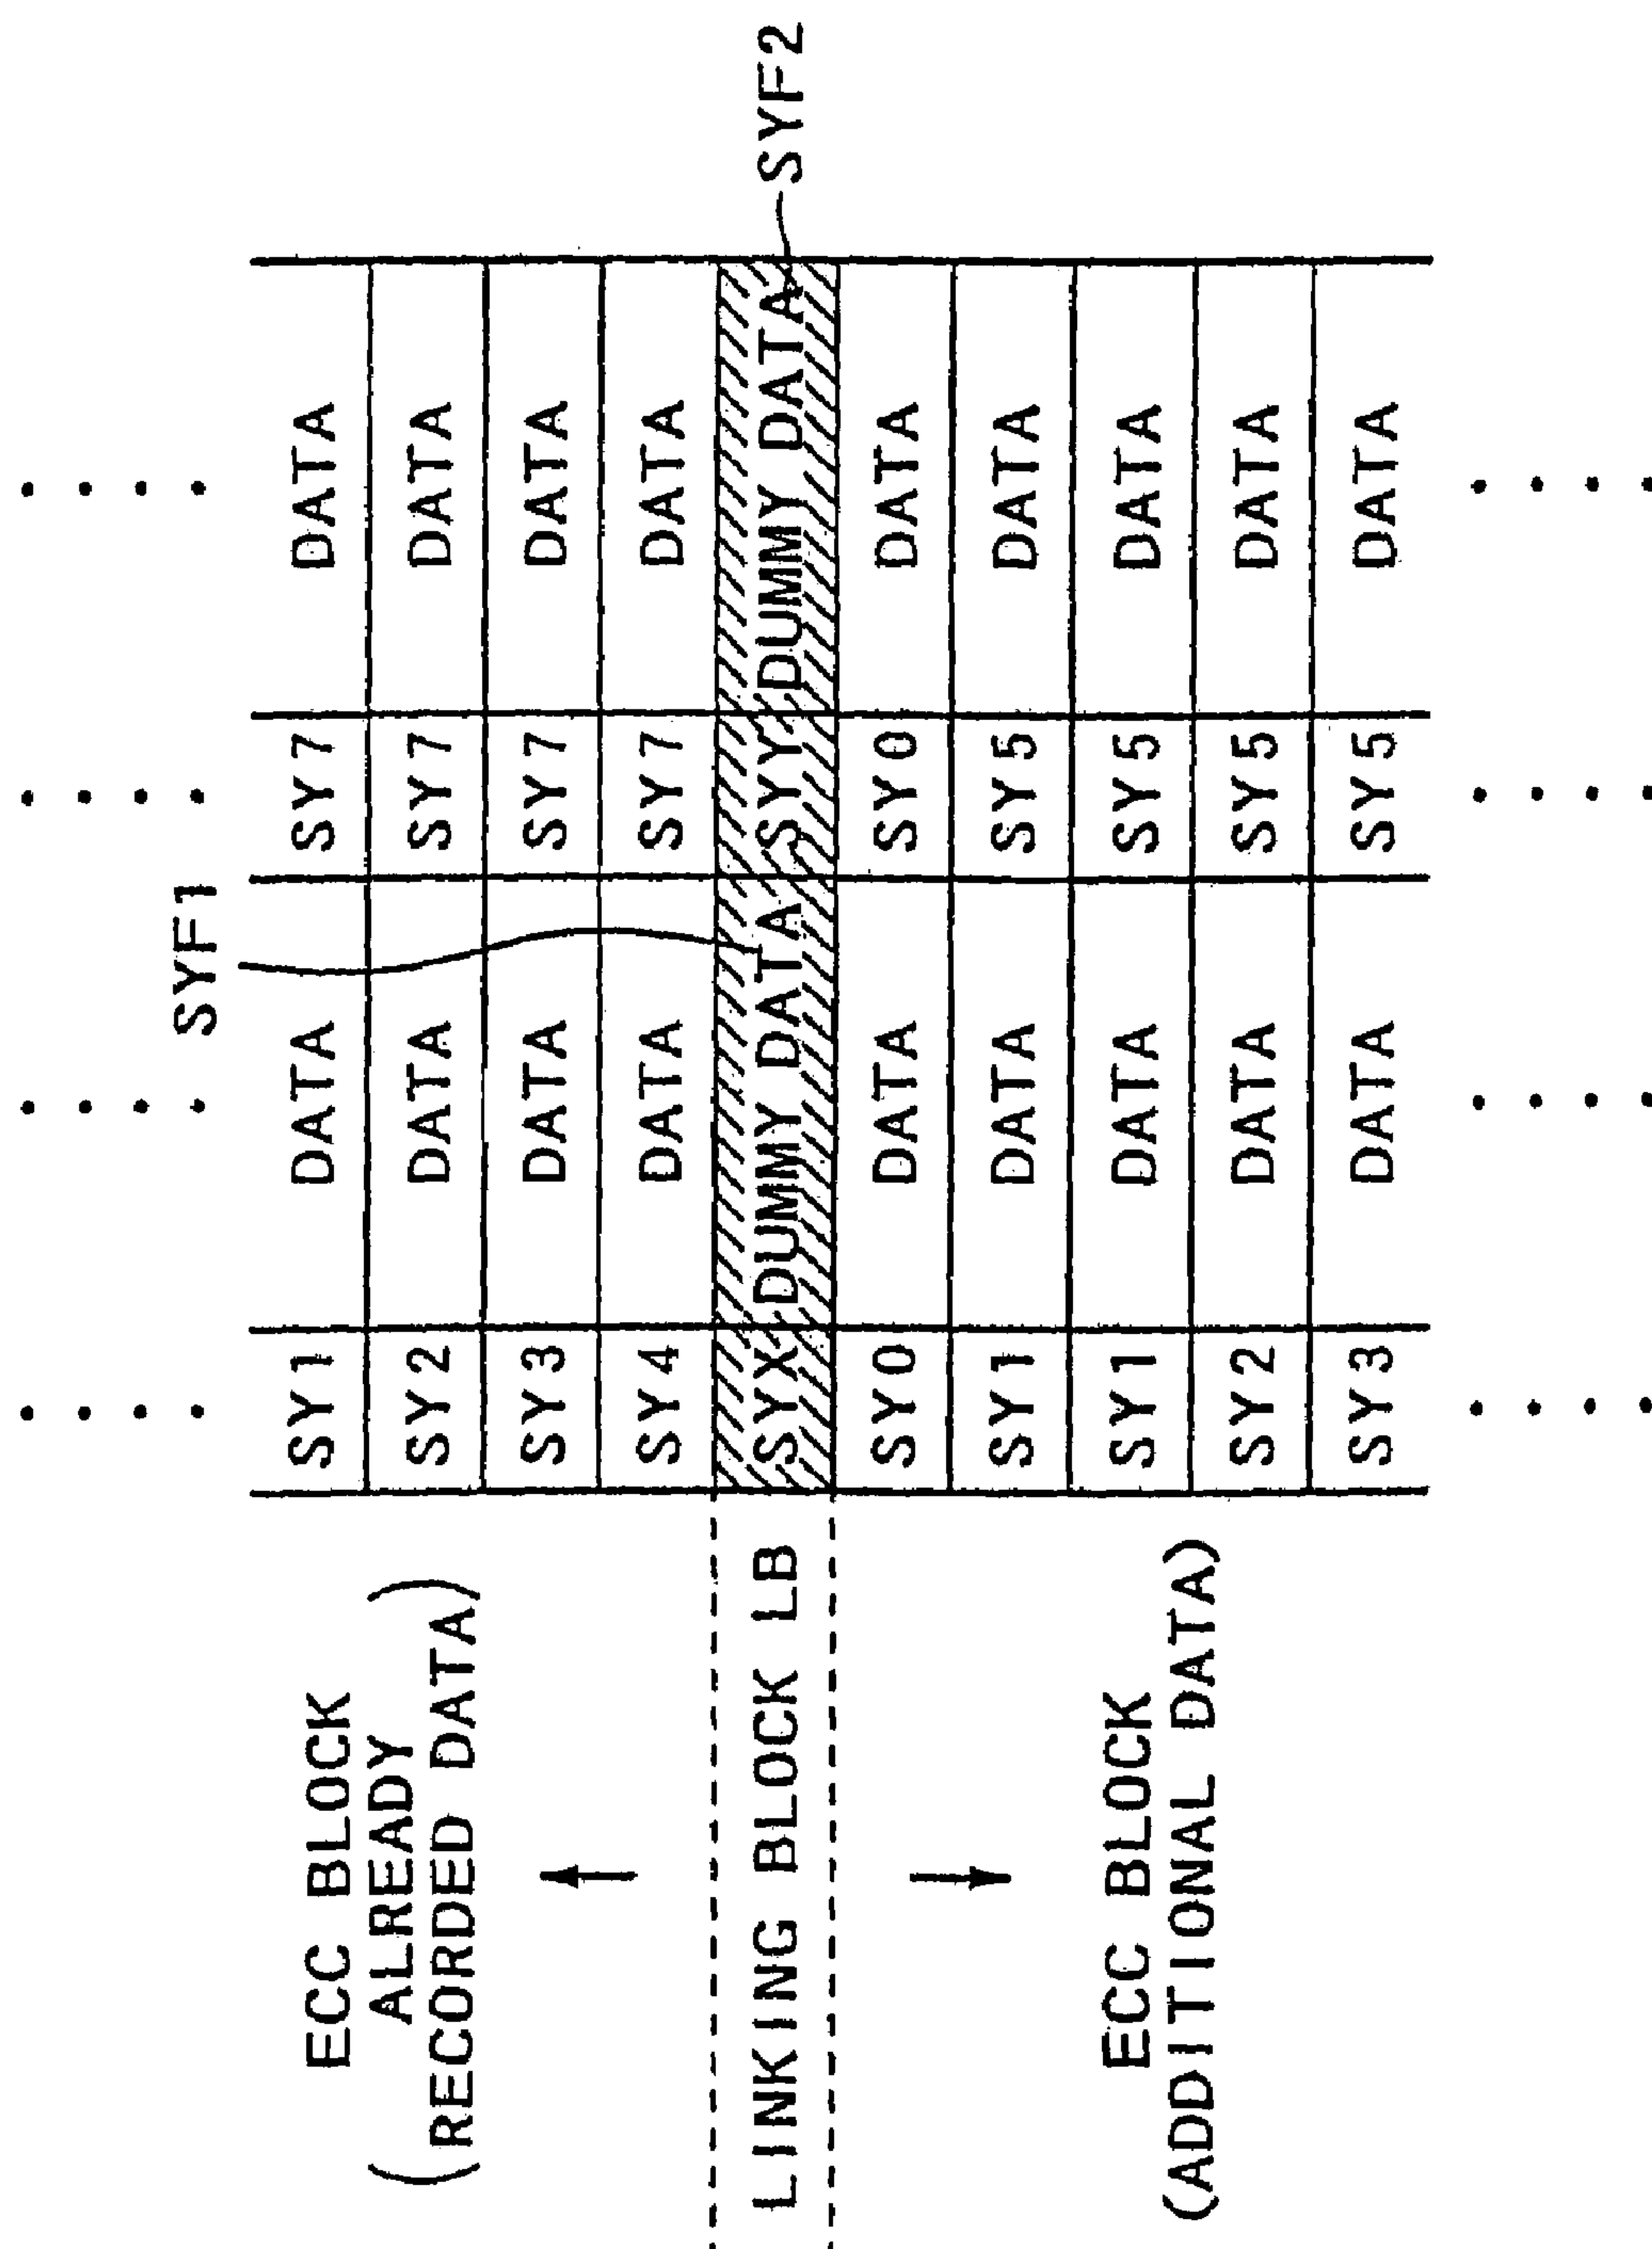 SYF1
ECC BLOCK
ALREADY
(RECORDED DATA)
SY1 DATA SY7 DATA
SY2 DATA SY7 DATA
SY3 DATA SY7 DATA
SY4 DATA SY7 DATA
LINKING BLOCK LB SYX DUMMY DATA SYY DUMMY DATA SYF2
SY0 DATA SY0 DATA
SY1 DATA SY5 DATA
SY1 DATA SY5 DATA
SY2 DATA SY5 DATA
SY3 DATA SY5 DATA
ECC BLOCK
(ADDITIONAL DATA)